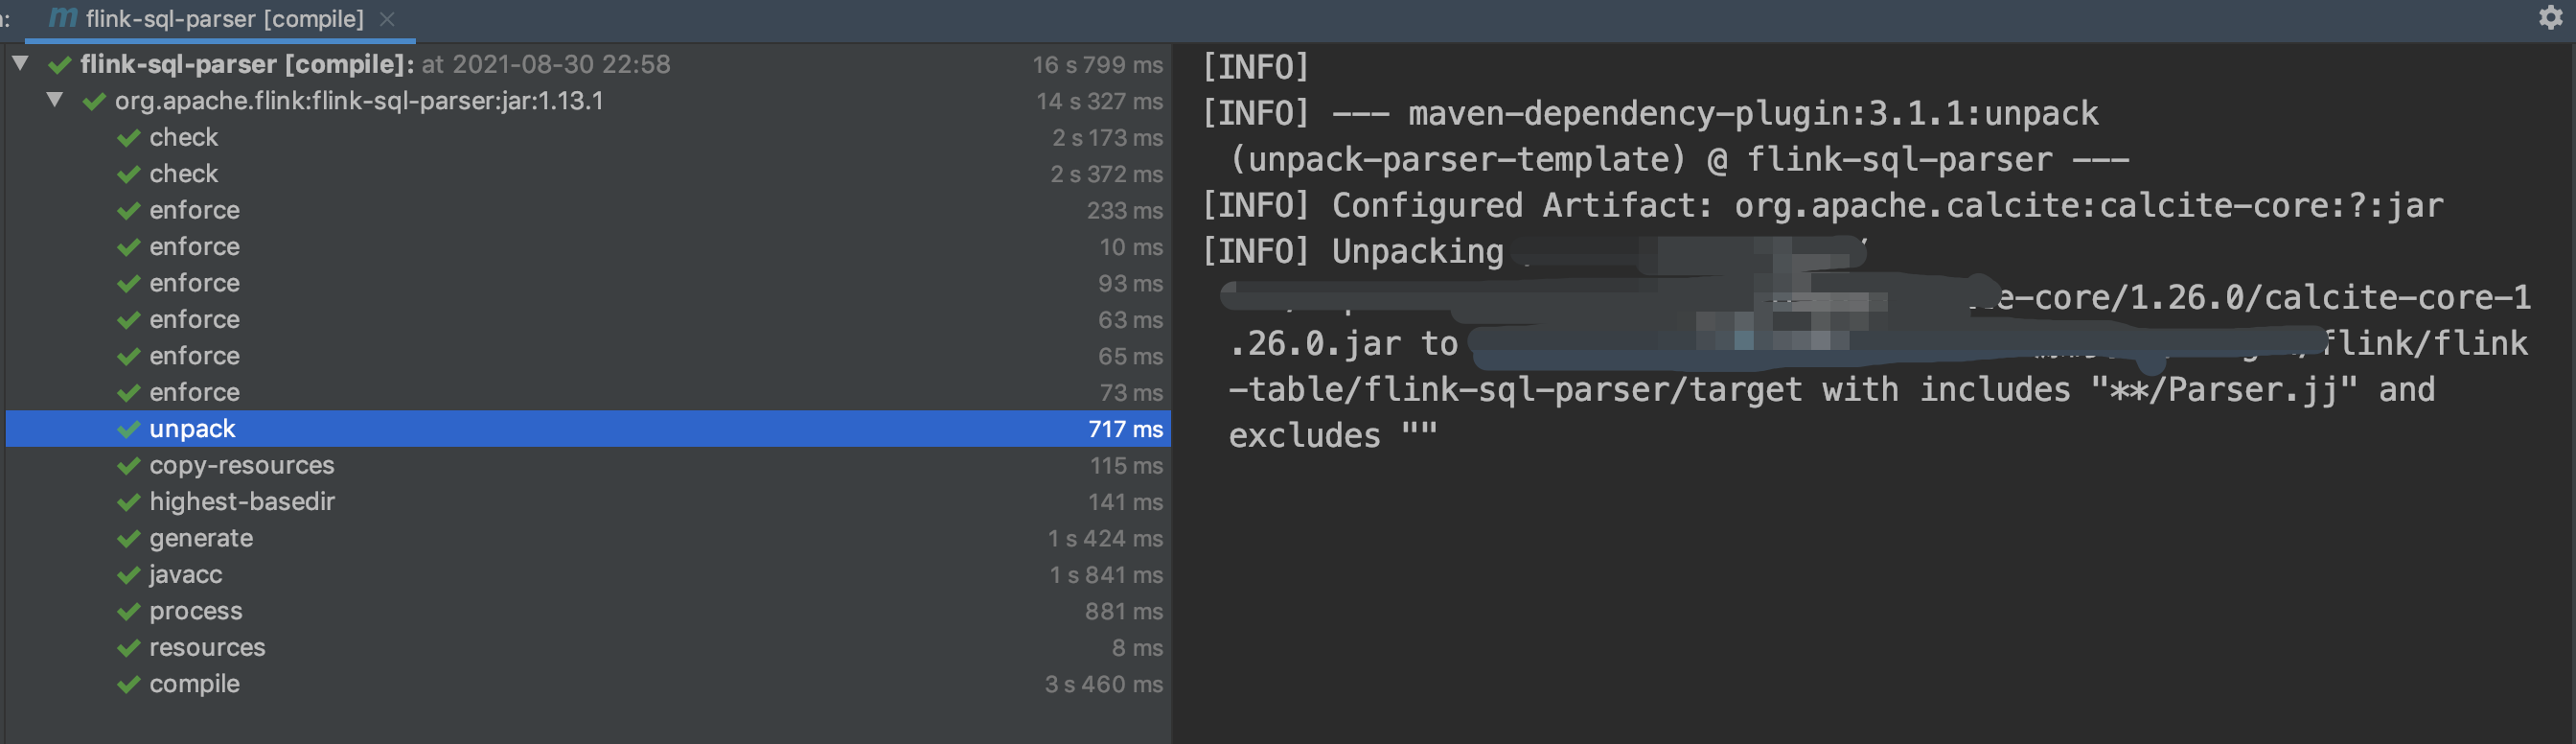 : m flink-sql-parser [compile] ×
flink-sql-parser [compile]: at 2021-08-30 22:58 16 s 799 ms
org.apache.flink:flink-sql-parser:jar:1.13.1 14 s 327 ms
check 2 s 173 ms
check 2 s 372 ms
enforce 233 ms
enforce 10 ms
enforce 93 ms
enforce 63 ms
enforce 65 ms
enforce 73 ms
unpack 717 ms
copy-resources 115 ms
highest-basedir 141 ms
generate 1 s 424 ms
javacc 1 s 841 ms
process 881 ms
resources 8 ms
compile 3 s 460 ms
[INFO]
[INFO] --- maven-dependency-plugin:3.1.1:unpack
(unpack-parser-template) @ flink-sql-parser ---
[INFO] Configured Artifact: org.apache.calcite:calcite-core:?:jar
[INFO] Unpacking
e-core/1.26.0/calcite-core-1
.26.0.jar to flink/flink
-table/flink-sql-parser/target with includes "**/Parser.jj" and
excludes ""